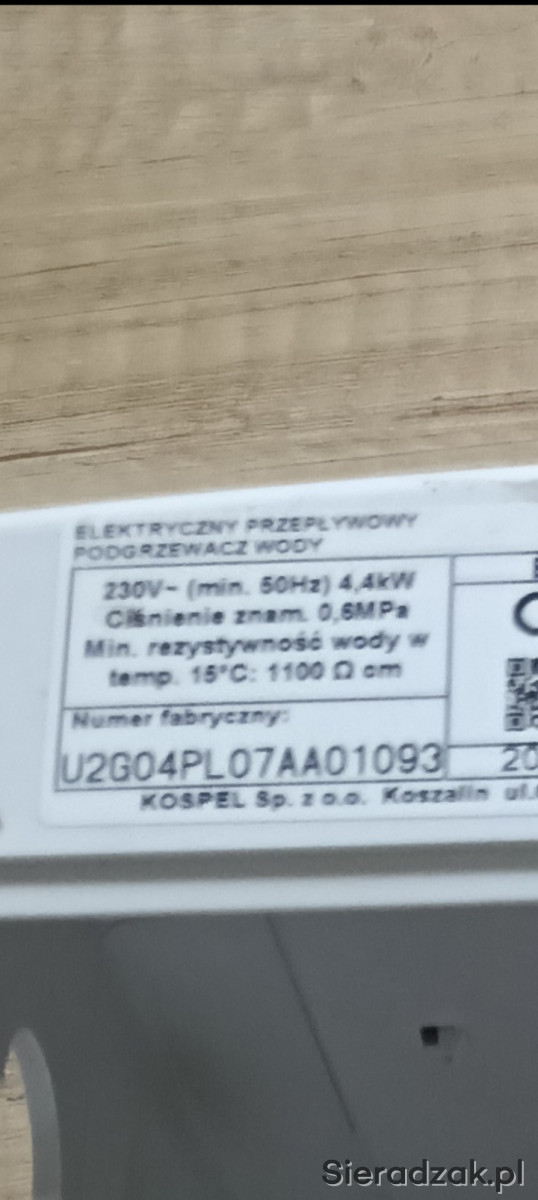 ELEKTRYCZNY PRZEPŁYWOWY
PODGRZEWACZ WODY
230V~ (min. 50Hz) 4,4kW
Ciśnienie znam. 0,6MPa
Min. rezystywność wody w
temp. 15°C: 1100 Ω cm
Numer fabryczny:
U2G04PL07AA01093
20
KOSPEL Sp. z o.o. Koszalin ul.
Sieradzak.pl